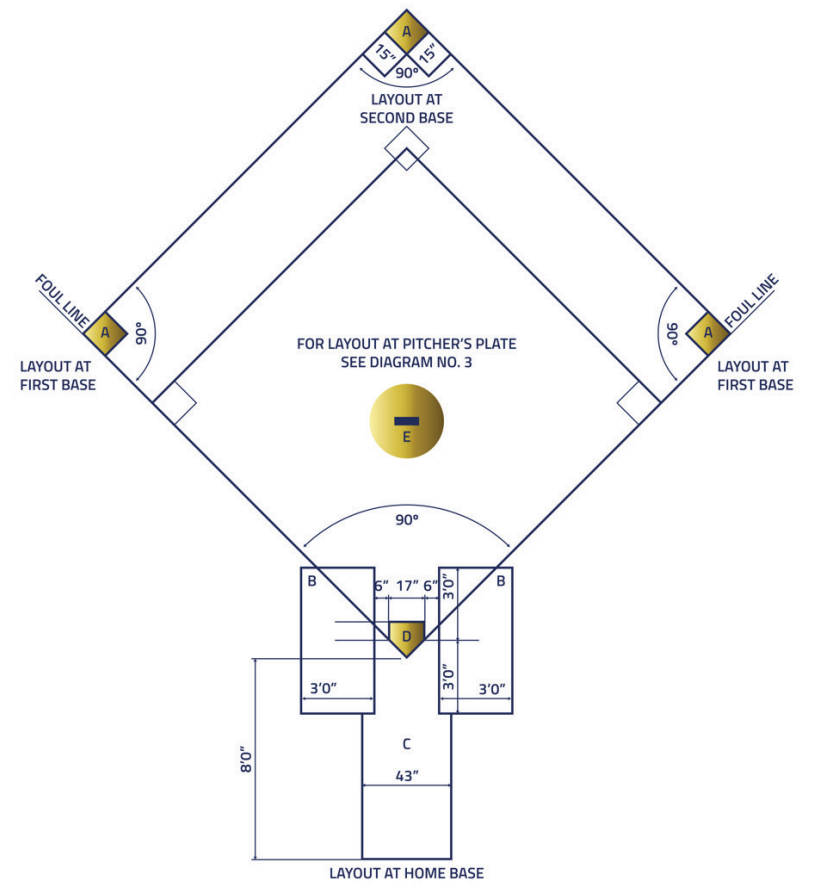 A
15”
15”
90°
LAYOUT AT
SECOND BASE
FOUL LINE
FOUL LINE
A
90°
90°
A
LAYOUT AT
FIRST BASE
FOR LAYOUT AT PITCHER’S PLATE
SEE DIAGRAM NO. 3
LAYOUT AT
FIRST BASE
E
90°
B
6” 17” 6”
3’0”
B
D
3’0”
3’0”
3’0”
C
8’0”
43”
LAYOUT AT HOME BASE